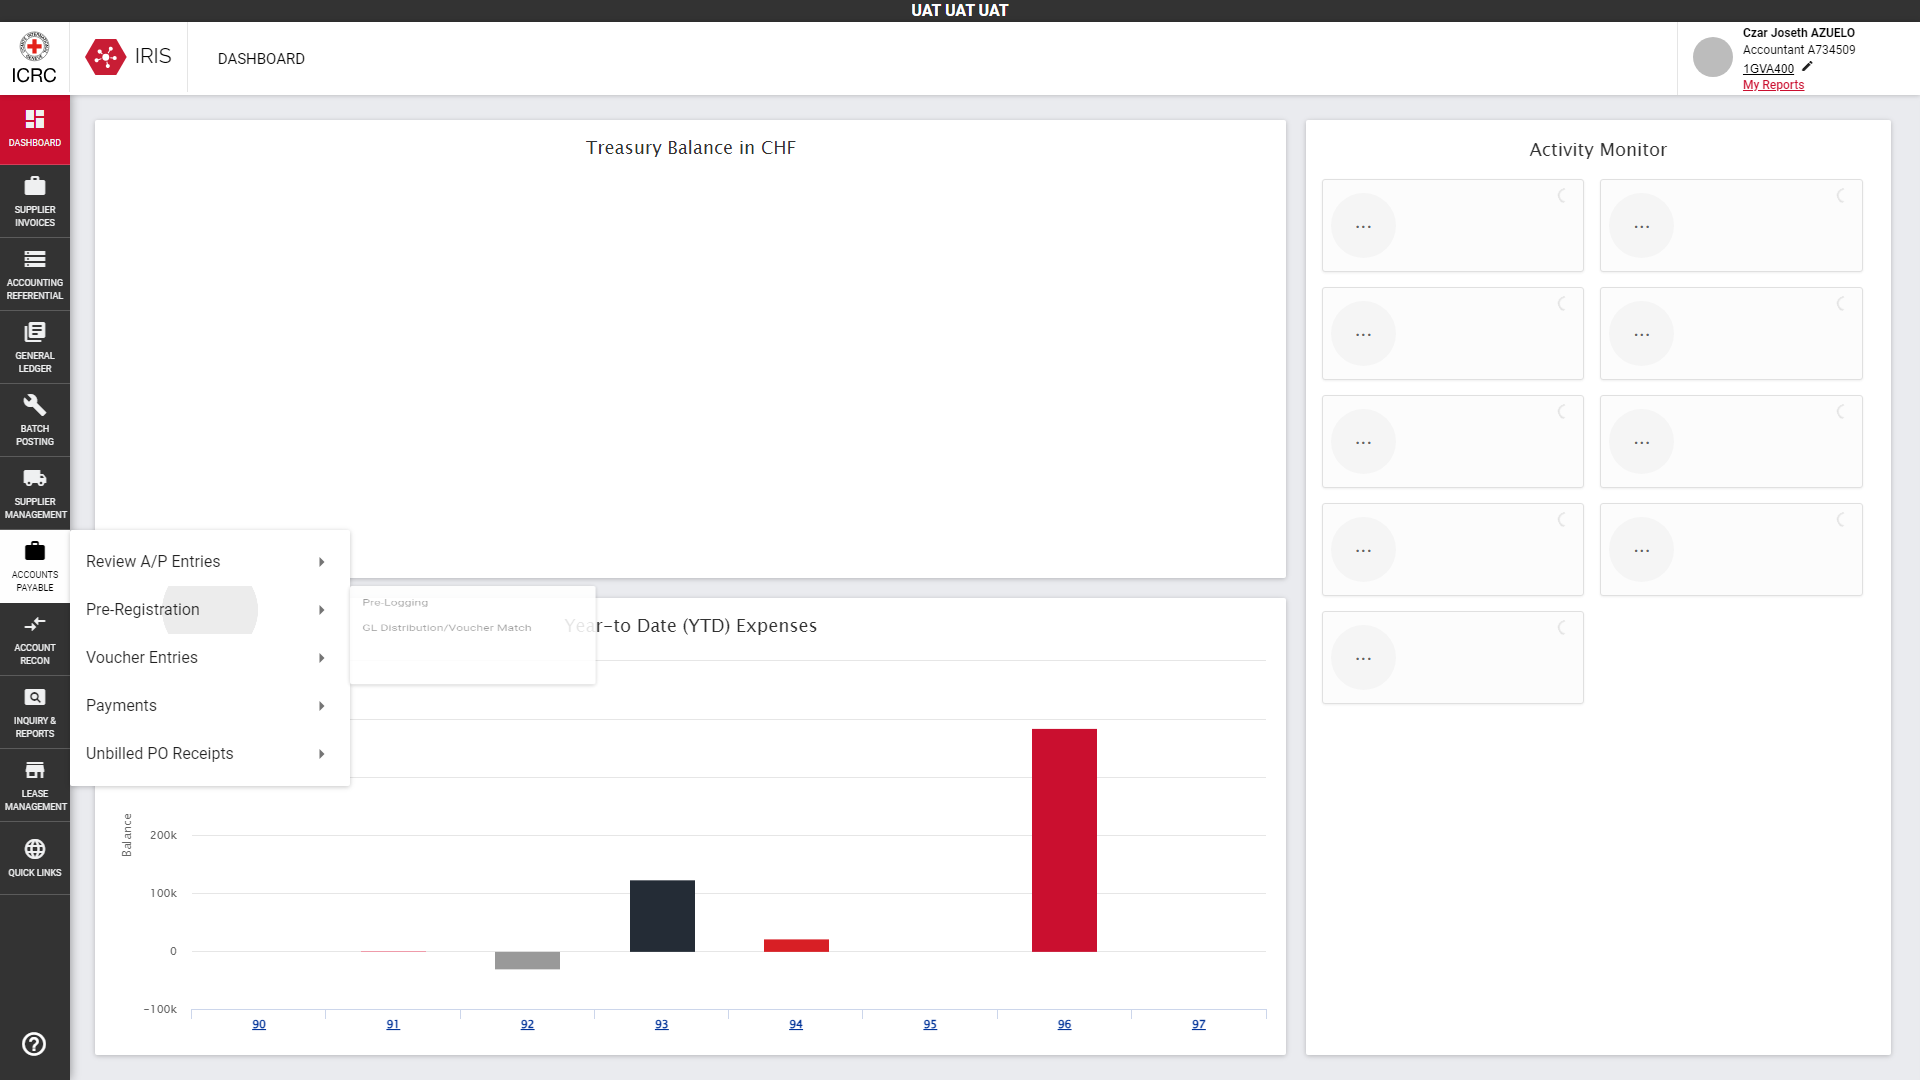 UAT UAT UAT
ICRC
IRIS
DASHBOARD
Czar Joseth AZUELO
Accountant A734509
1GVA400
My Reports
DASHBOARD
SUPPLIER
INVOICES
ACCOUNTING
REFERENTIAL
GENERAL
LEDGER
BATCH
POSTING
SUPPLIER
MANAGEMENT
ACCOUNTS
PAYABLE
ACCOUNT
RECON
INQUIRY &
REPORTS
LEASE
MANAGEMENT
QUICK LINKS
Review A/P Entries
Pre-Registration
Voucher Entries
Payments
Unbilled PO Receipts
Pre-Logging
GL Distribution/Voucher Match
Treasury Balance in CHF
Year-to Date (YTD) Expenses
Balance
200k
100k
0
-100k
90
91
92
93
94
95
96
97
Activity Monitor
...
...
...
...
...
...
...
...
...